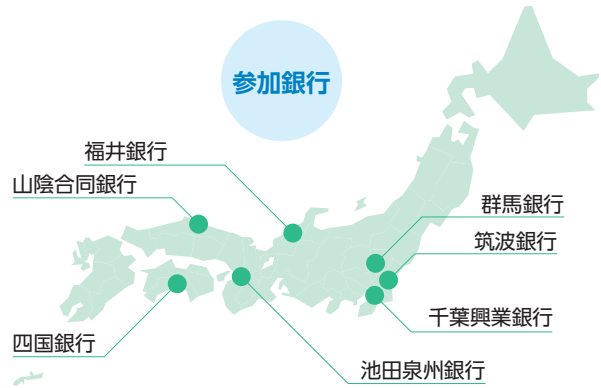 参加銀行
福井銀行
山陰合同銀行
群馬銀行
筑波銀行
千葉興業銀行
四国銀行
池田泉州銀行